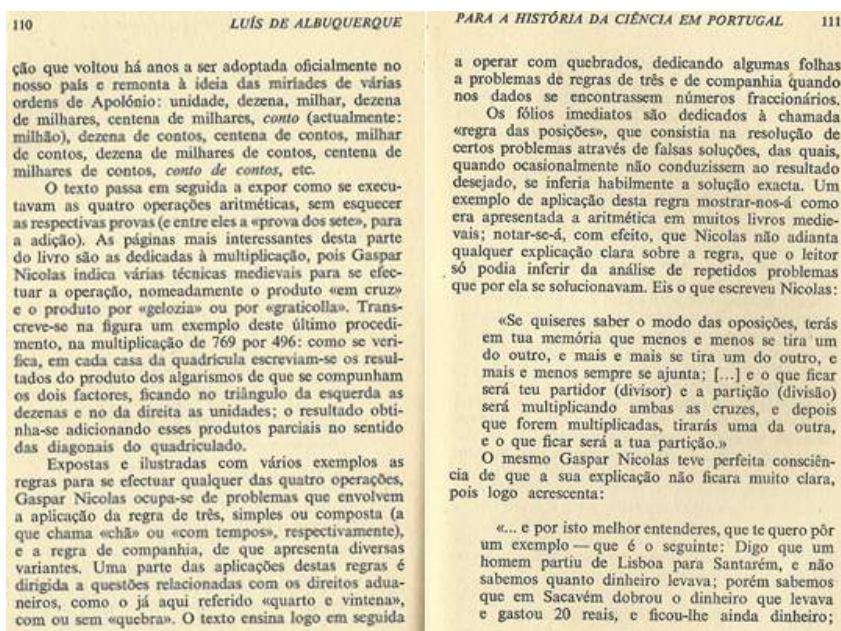 110 LUÍS DE ALBUQUERQUE
ção que voltou há anos a ser adoptada oficialmente no
nosso país e remonta à ideia das miríades de várias
ordens de Apolónio: unidade, dezena, milhar, dezena
de milhares, centena de milhares, conto (actualmente:
milhão), dezena de contos, centena de contos, milhar
de contos, dezena de milhares de contos, centena de
milhares de contos, conto de contos, etc.
O texto passa em seguida a expor como se execu-
tavam as quatro operações aritméticas, sem esquecer
as respectivas provas (e entre eles a «prova dos sete», para
a adição). As páginas mais interessantes desta parte
do livro são as dedicadas à multiplicação, pois Gaspar
Nicolas indica várias técnicas medievais para se efec-
tuar a operação, nomeadamente o produto «em cruz»
e o produto por «gelozia» ou por «graticolla». Trans-
creve-se na figura um exemplo deste último procedi-
mento, na multiplicação de 769 por 496: como se veri-
fica, em cada casa da quadrícula escreviam-se os resul-
tados do produto dos algarismos de que se compunham
os dois factores, ficando no triângulo da esquerda as
dezenas e no da direita as unidades; o resultado obti-
nha-se adicionando esses produtos parciais no sentido
das diagonais do quadriculado.
Expostas e ilustradas com vários exemplos as
regras para se efectuar qualquer das quatro operações,
Gaspar Nicolas ocupa-se de problemas que envolvem
a aplicação da regra de três, simples ou composta (a
que chama «chã» ou «com tempos», respectivamente),
e a regra de companhia, de que apresenta diversas
variantes. Uma parte das aplicações destas regras é
dirigida a questões relacionadas com os direitos adua-
neiros, como o já aqui referido «quarto e vintena»,
com ou sem «quebra». O texto ensina logo em seguida
PARA A HISTÓRIA DA CIÊNCIA EM PORTUGAL 111
a operar com quebrados, dedicando algumas folhas
a problemas de regras de três e de companhia quando
nos dados se encontrassem números fraccionários.
Os fólios imediatos são dedicados à chamada
«regra das posições», que consistia na resolução de
certos problemas através de falsas soluções, das quais,
quando ocasionalmente não conduzissem ao resultado
desejado, se inferia habilmente a solução exacta. Um
exemplo de aplicação desta regra mostrar-nos-á como
era apresentada a aritmética em muitos livros medie-
vais; notar-se-á, com efeito, que Nicolas não adianta
qualquer explicação clara sobre a regra, que o leitor
só podia inferir da análise de repetidos problemas
que por ela se solucionavam. Eis o que escreveu Nicolas:
«Se quiseres saber o modo das oposições, terás
em tua memória que menos e menos se tira um
do outro, e mais e mais se tira um do outro, e
mais e menos sempre se ajunta; [...] e o que ficar
será teu partidor (divisor) e a partição (divisão)
será multiplicando ambas as cruzes, e depois
que forem multiplicadas, tirarás uma da outra,
e o que ficar será a tua partição.»
O mesmo Gaspar Nicolas teve perfeita consciên-
cia de que a sua explicação não ficara muito clara,
pois logo acrescenta:
«... e por isto melhor entenderes, que te quero pôr
um exemplo — que é o seguinte: Digo que um
homem partiu de Lisboa para Santarém, e não
sabemos quanto dinheiro levava; porém sabemos
que em Sacavém dobrou o dinheiro que levava
e gastou 20 reais, e ficou-lhe ainda dinheiro;